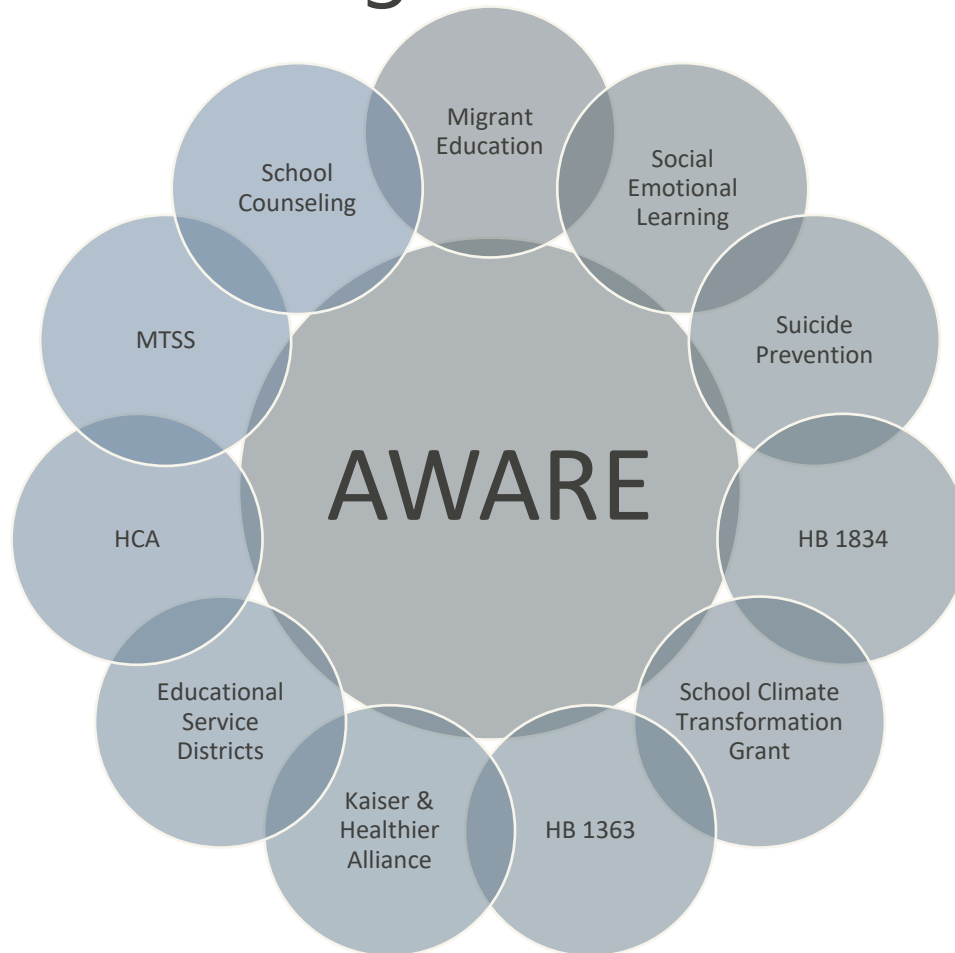 Migrant
Education
Social
Emotional
Learning
Suicide
Prevention
HB 1834
School Climate
Transformation
Grant
HB 1363
Kaiser &
Healthier
Alliance
Educational
Service
Districts
HCA
MTSS
School
Counseling
AWARE